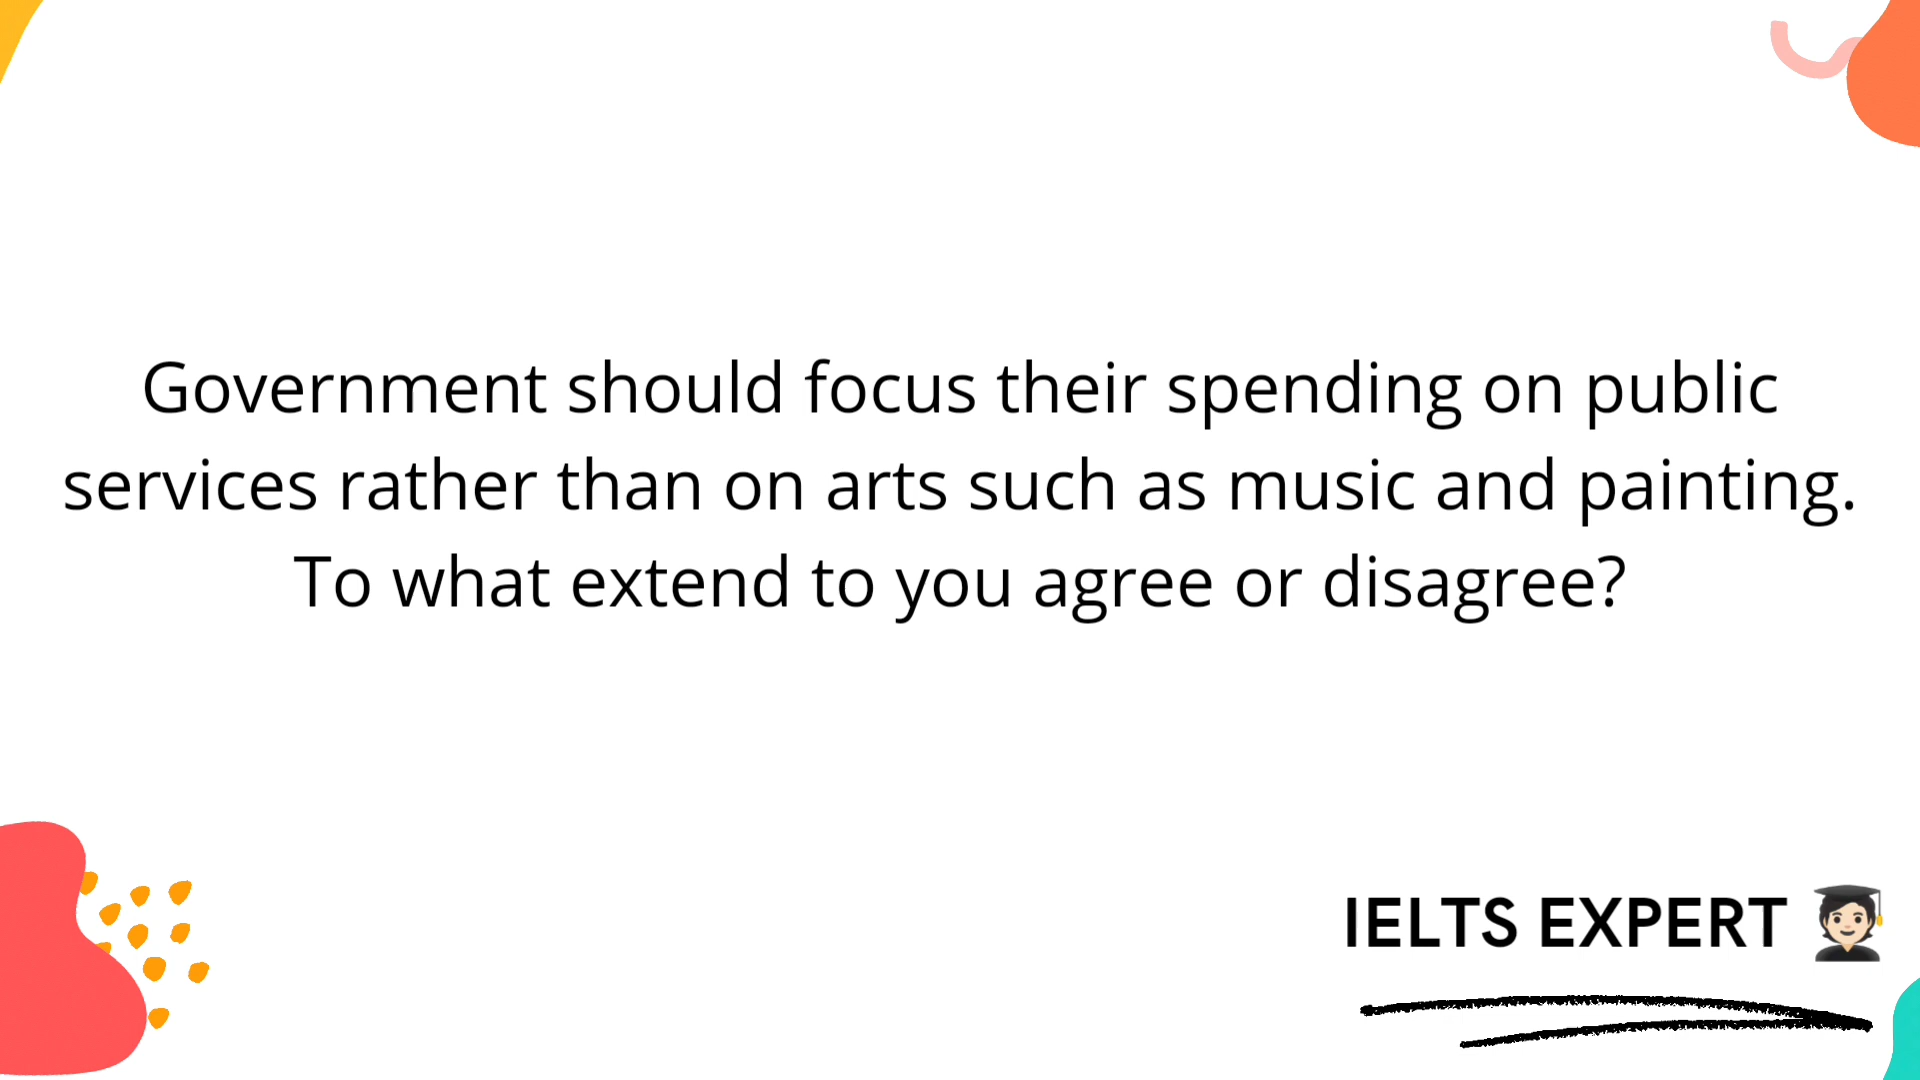 Government should focus their spending on public
services rather than on arts such as music and painting.
To what extend to you agree or disagree?
IELTS EXPERT